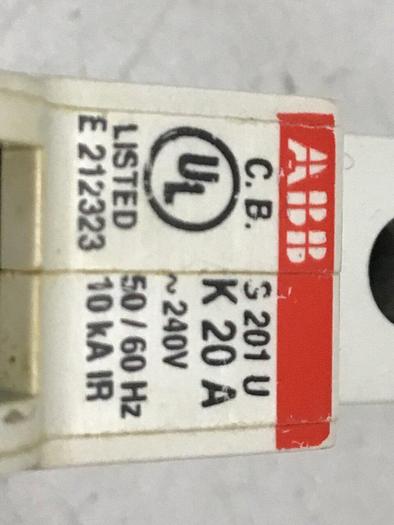 ABB
C.B. S 201 U
K 20 A
UL ~ 240V
LISTED 50 / 60 Hz
E 212323 10 kA IR